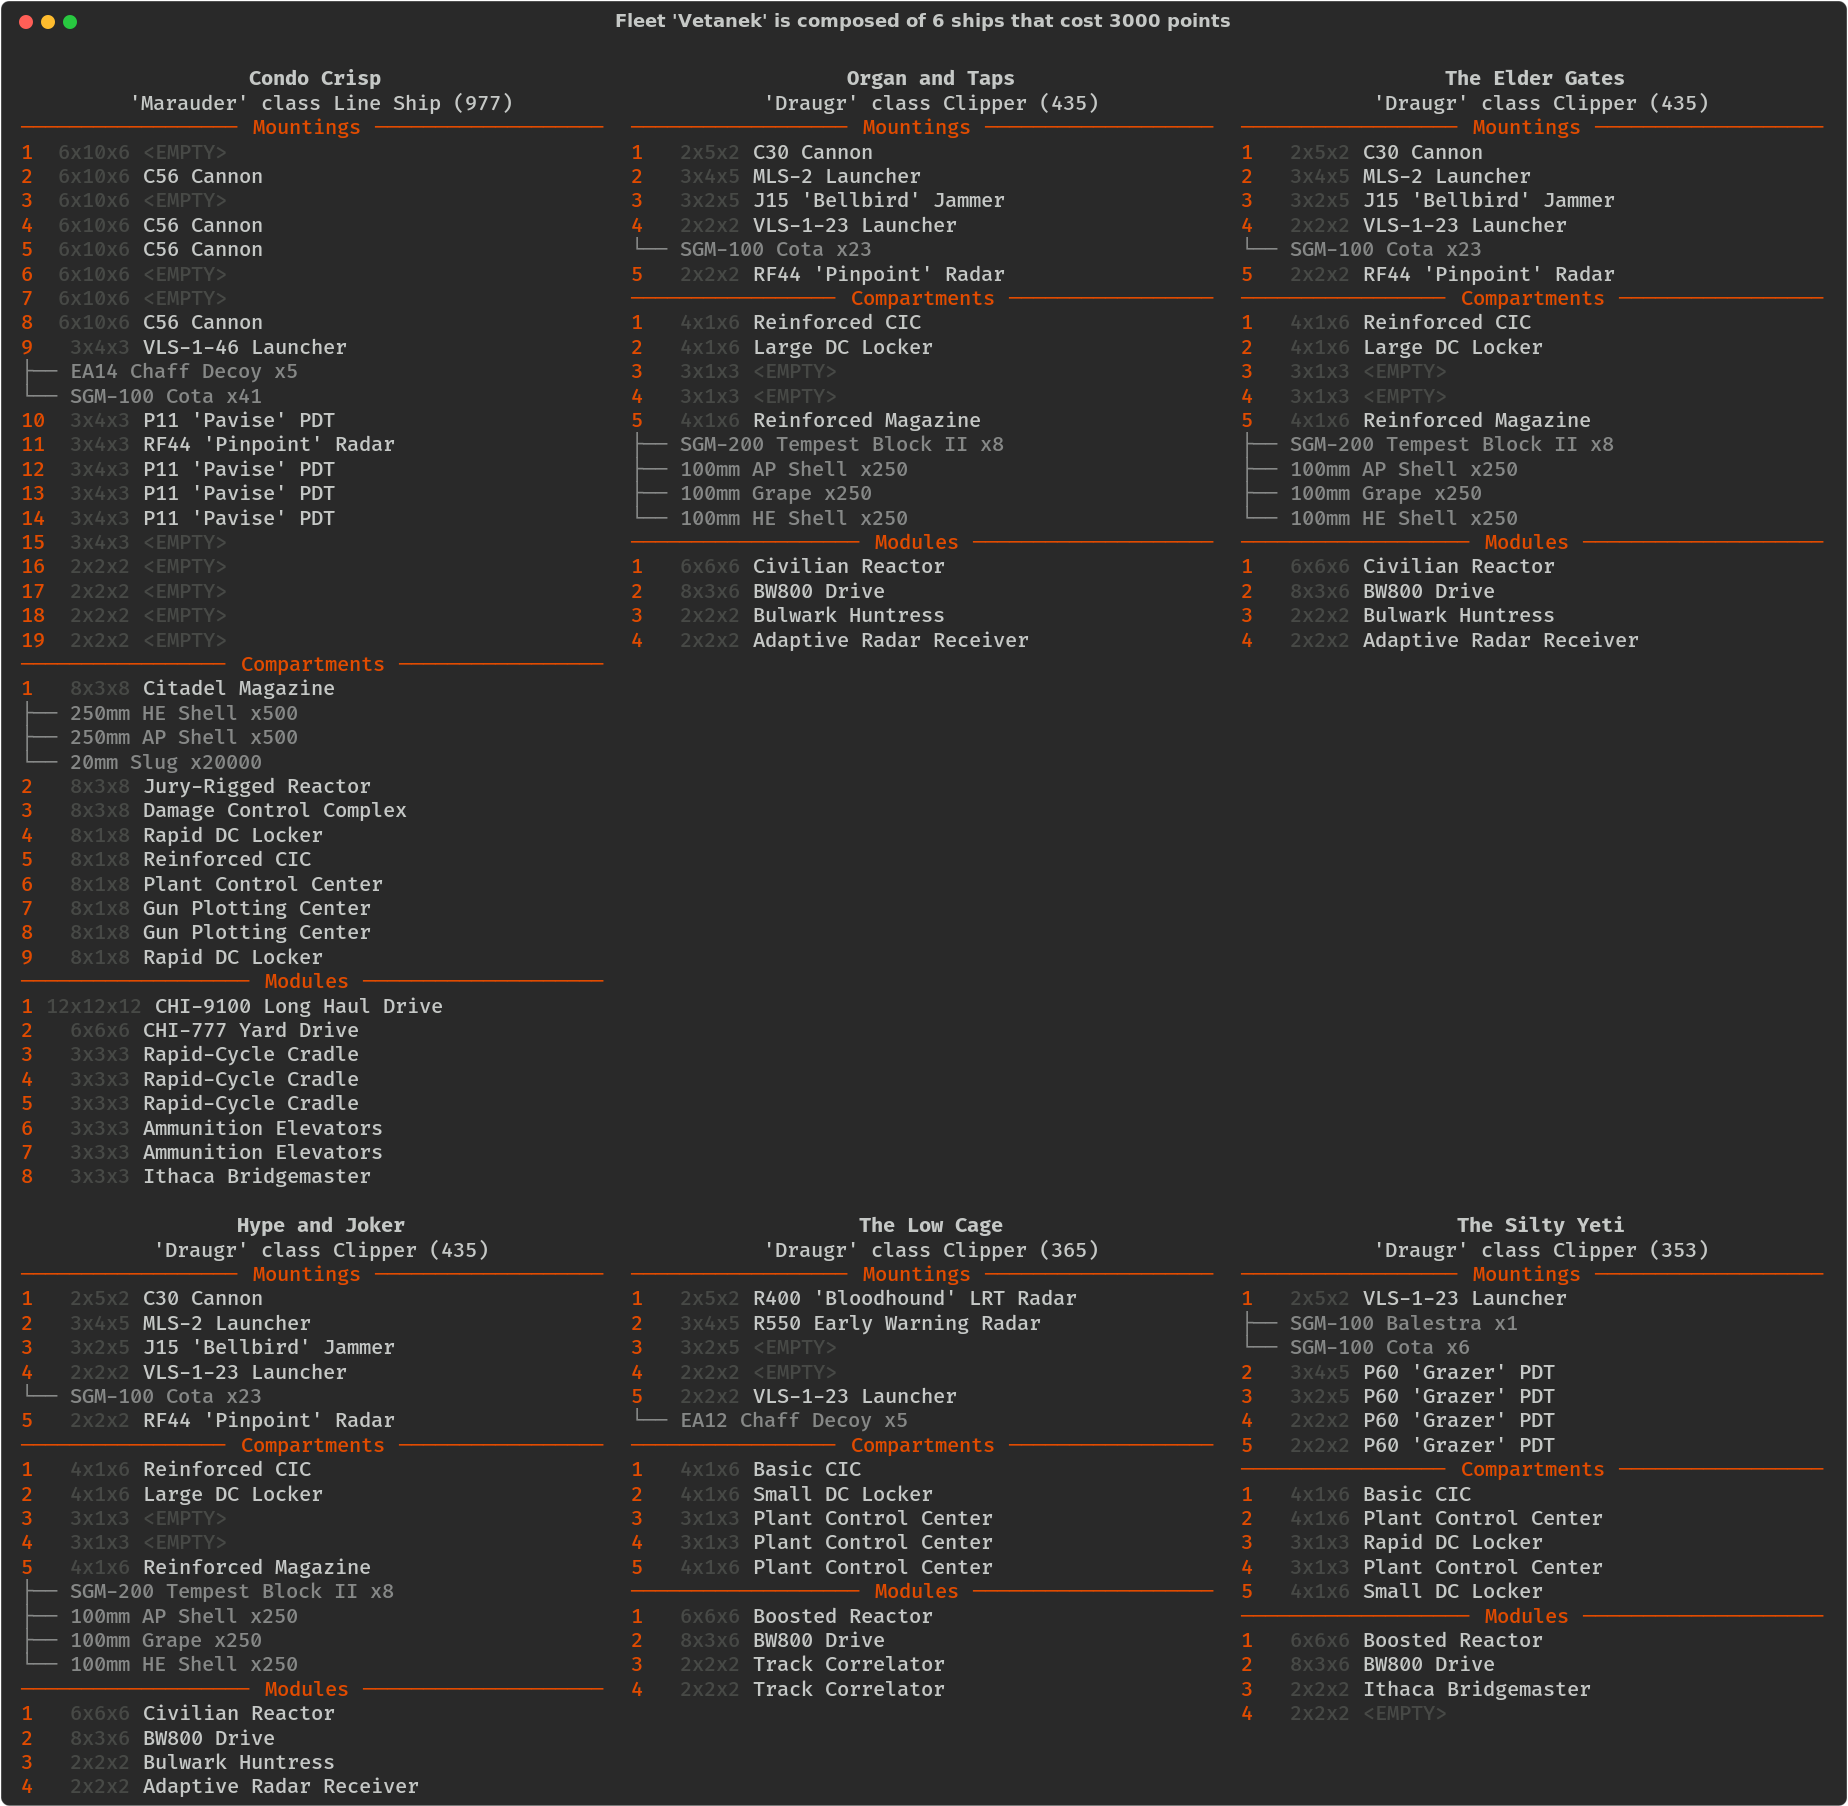 Fleet 'Vetanek' is composed of 6 ships that cost 3000 points
Condo Crisp
'Marauder' class Line Ship (977)
Mountings
1 6x10x6 <EMPTY>
2 6x10x6 C56 Cannon
3 6x10x6 <EMPTY>
4 6x10x6 C56 Cannon
5 6x10x6 C56 Cannon
6 6x10x6 <EMPTY>
7 6x10x6 <EMPTY>
8 6x10x6 C56 Cannon
9 3x4x3 VLS-1-46 Launcher
├── EA14 Chaff Decoy x5
└── SGM-100 Cota x41
10 3x4x3 P11 'Pavise' PDT
11 3x4x3 RF44 'Pinpoint' Radar
12 3x4x3 P11 'Pavise' PDT
13 3x4x3 P11 'Pavise' PDT
14 3x4x3 P11 'Pavise' PDT
15 3x4x3 <EMPTY>
16 2x2x2 <EMPTY>
17 2x2x2 <EMPTY>
18 2x2x2 <EMPTY>
19 2x2x2 <EMPTY>
Compartments
1 8x3x8 Citadel Magazine
├── 250mm HE Shell x500
├── 250mm AP Shell x500
└── 20mm Slug x20000
2 8x3x8 Jury-Rigged Reactor
3 8x3x8 Damage Control Complex
4 8x1x8 Rapid DC Locker
5 8x1x8 Reinforced CIC
6 8x1x8 Plant Control Center
7 8x1x8 Gun Plotting Center
8 8x1x8 Gun Plotting Center
9 8x1x8 Rapid DC Locker
Modules
1 12x12x12 CHI-9100 Long Haul Drive
2 6x6x6 CHI-777 Yard Drive
3 3x3x3 Rapid-Cycle Cradle
4 3x3x3 Rapid-Cycle Cradle
5 3x3x3 Rapid-Cycle Cradle
6 3x3x3 Ammunition Elevators
7 3x3x3 Ammunition Elevators
8 3x3x3 Ithaca Bridgemaster
Organ and Taps
'Draugr' class Clipper (435)
Mountings
1 2x5x2 C30 Cannon
2 3x4x5 MLS-2 Launcher
3 3x2x5 J15 'Bellbird' Jammer
4 2x2x2 VLS-1-23 Launcher
└── SGM-100 Cota x23
5 2x2x2 RF44 'Pinpoint' Radar
Compartments
1 4x1x6 Reinforced CIC
2 4x1x6 Large DC Locker
3 3x1x3 <EMPTY>
4 3x1x3 <EMPTY>
5 4x1x6 Reinforced Magazine
├── SGM-200 Tempest Block II x8
├── 100mm AP Shell x250
├── 100mm Grape x250
└── 100mm HE Shell x250
Modules
1 6x6x6 Civilian Reactor
2 8x3x6 BW800 Drive
3 2x2x2 Bulwark Huntress
4 2x2x2 Adaptive Radar Receiver
The Elder Gates
'Draugr' class Clipper (435)
Mountings
1 2x5x2 C30 Cannon
2 3x4x5 MLS-2 Launcher
3 3x2x5 J15 'Bellbird' Jammer
4 2x2x2 VLS-1-23 Launcher
└── SGM-100 Cota x23
5 2x2x2 RF44 'Pinpoint' Radar
Compartments
1 4x1x6 Reinforced CIC
2 4x1x6 Large DC Locker
3 3x1x3 <EMPTY>
4 3x1x3 <EMPTY>
5 4x1x6 Reinforced Magazine
├── SGM-200 Tempest Block II x8
├── 100mm AP Shell x250
├── 100mm Grape x250
└── 100mm HE Shell x250
Modules
1 6x6x6 Civilian Reactor
2 8x3x6 BW800 Drive
3 2x2x2 Bulwark Huntress
4 2x2x2 Adaptive Radar Receiver
Hype and Joker
'Draugr' class Clipper (435)
Mountings
1 2x5x2 C30 Cannon
2 3x4x5 MLS-2 Launcher
3 3x2x5 J15 'Bellbird' Jammer
4 2x2x2 VLS-1-23 Launcher
└── SGM-100 Cota x23
5 2x2x2 RF44 'Pinpoint' Radar
Compartments
1 4x1x6 Reinforced CIC
2 4x1x6 Large DC Locker
3 3x1x3 <EMPTY>
4 3x1x3 <EMPTY>
5 4x1x6 Reinforced Magazine
├── SGM-200 Tempest Block II x8
├── 100mm AP Shell x250
├── 100mm Grape x250
└── 100mm HE Shell x250
Modules
1 6x6x6 Civilian Reactor
2 8x3x6 BW800 Drive
3 2x2x2 Bulwark Huntress
4 2x2x2 Adaptive Radar Receiver
The Low Cage
'Draugr' class Clipper (365)
Mountings
1 2x5x2 R400 'Bloodhound' LRT Radar
2 3x4x5 R550 Early Warning Radar
3 3x2x5 <EMPTY>
4 2x2x2 <EMPTY>
5 2x2x2 VLS-1-23 Launcher
└── EA12 Chaff Decoy x5
Compartments
1 4x1x6 Basic CIC
2 4x1x6 Small DC Locker
3 3x1x3 Plant Control Center
4 3x1x3 Plant Control Center
5 4x1x6 Plant Control Center
Modules
1 6x6x6 Boosted Reactor
2 8x3x6 BW800 Drive
3 2x2x2 Track Correlator
4 2x2x2 Track Correlator
The Silty Yeti
'Draugr' class Clipper (353)
Mountings
1 2x5x2 VLS-1-23 Launcher
├── SGM-100 Balestra x1
└── SGM-100 Cota x6
2 3x4x5 P60 'Grazer' PDT
3 3x2x5 P60 'Grazer' PDT
4 2x2x2 P60 'Grazer' PDT
5 2x2x2 P60 'Grazer' PDT
Compartments
1 4x1x6 Basic CIC
2 4x1x6 Plant Control Center
3 3x1x3 Rapid DC Locker
4 3x1x3 Plant Control Center
5 4x1x6 Small DC Locker
Modules
1 6x6x6 Boosted Reactor
2 8x3x6 BW800 Drive
3 2x2x2 Ithaca Bridgemaster
4 2x2x2 <EMPTY>